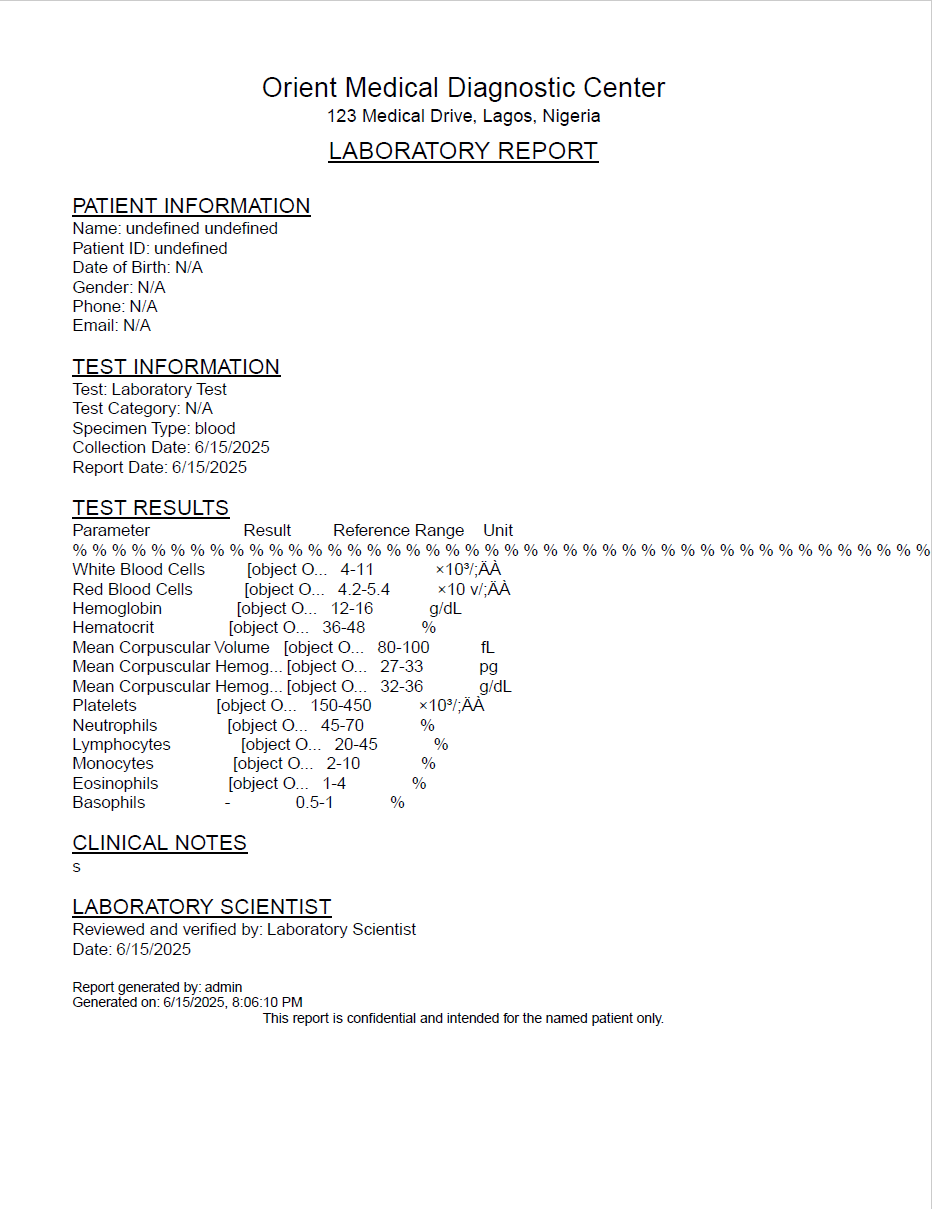 Orient Medical Diagnostic Center
123 Medical Drive, Lagos, Nigeria
LABORATORY REPORT
PATIENT INFORMATION
Name: undefined undefined
Patient ID: undefined
Date of Birth: N/A
Gender: N/A
Phone: N/A
Email: N/A
TEST INFORMATION
Test: Laboratory Test
Test Category: N/A
Specimen Type: blood
Collection Date: 6/15/2025
Report Date: 6/15/2025
TEST RESULTS
Parameter Result Reference Range Unit
% % % % % % % % % % % % % % % % % % % % % % % % % % % % % % % % % % % % % % % % % % % %
White Blood Cells [object O... 4-11 ×10³/;ÄÀ
Red Blood Cells [object O... 4.2-5.4 ×10 v/;ÄÀ
Hemoglobin [object O... 12-16 g/dL
Hematocrit [object O... 36-48 %
Mean Corpuscular Volume [object O... 80-100 fL
Mean Corpuscular Hemog... [object O... 27-33 pg
Mean Corpuscular Hemog... [object O... 32-36 g/dL
Platelets [object O... 150-450 ×10³/;ÄÀ
Neutrophils [object O... 45-70 %
Lymphocytes [object O... 20-45 %
Monocytes [object O... 2-10 %
Eosinophils [object O... 1-4 %
Basophils - 0.5-1 %
CLINICAL NOTES
s
LABORATORY SCIENTIST
Reviewed and verified by: Laboratory Scientist
Date: 6/15/2025
Report generated by: admin
Generated on: 6/15/2025, 8:06:10 PM
This report is confidential and intended for the named patient only.